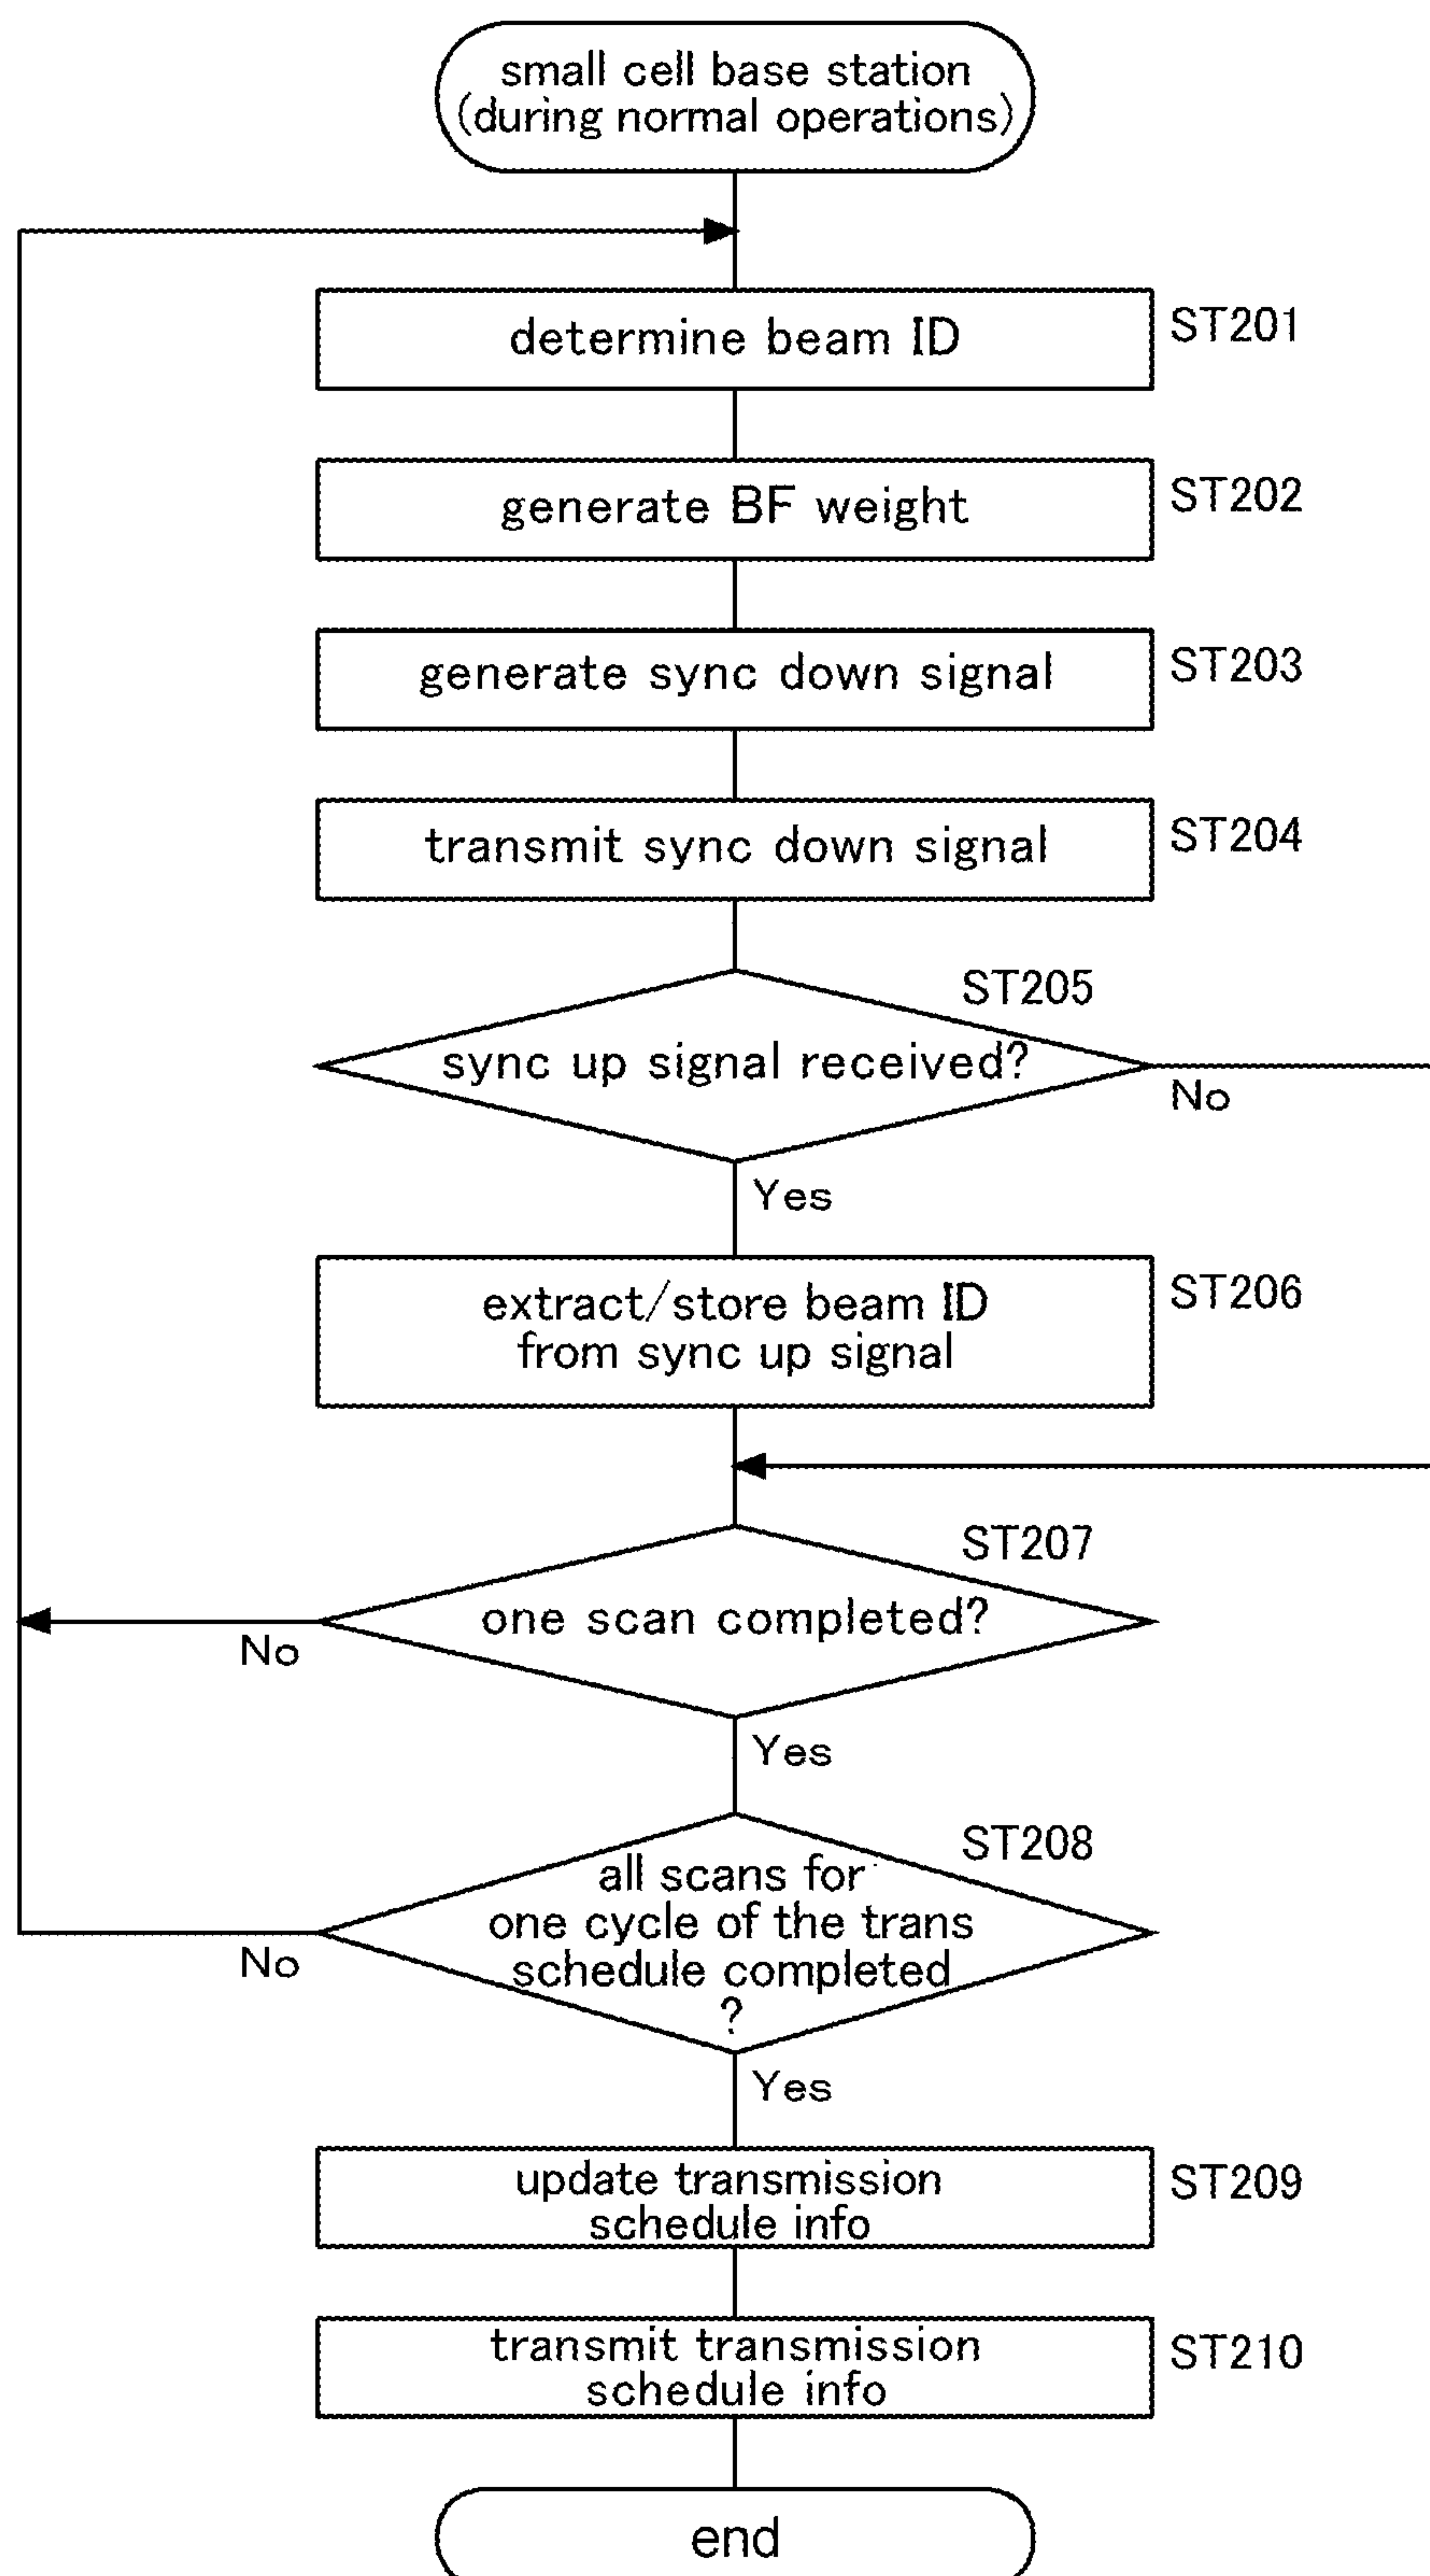 small cell base station
(during normal operations)
determine beam ID
ST201
generate BF weight
ST202
generate sync down signal
ST203
transmit sync down signal
ST204
ST205
sync up signal received?
No
Yes
extract/store beam ID
from sync up signal
ST206
ST207
one scan completed?
No
Yes
ST208
all scans for
one cycle of the trans
schedule completed
?
No
Yes
update transmission
schedule info
ST209
transmit transmission
schedule info
ST210
end